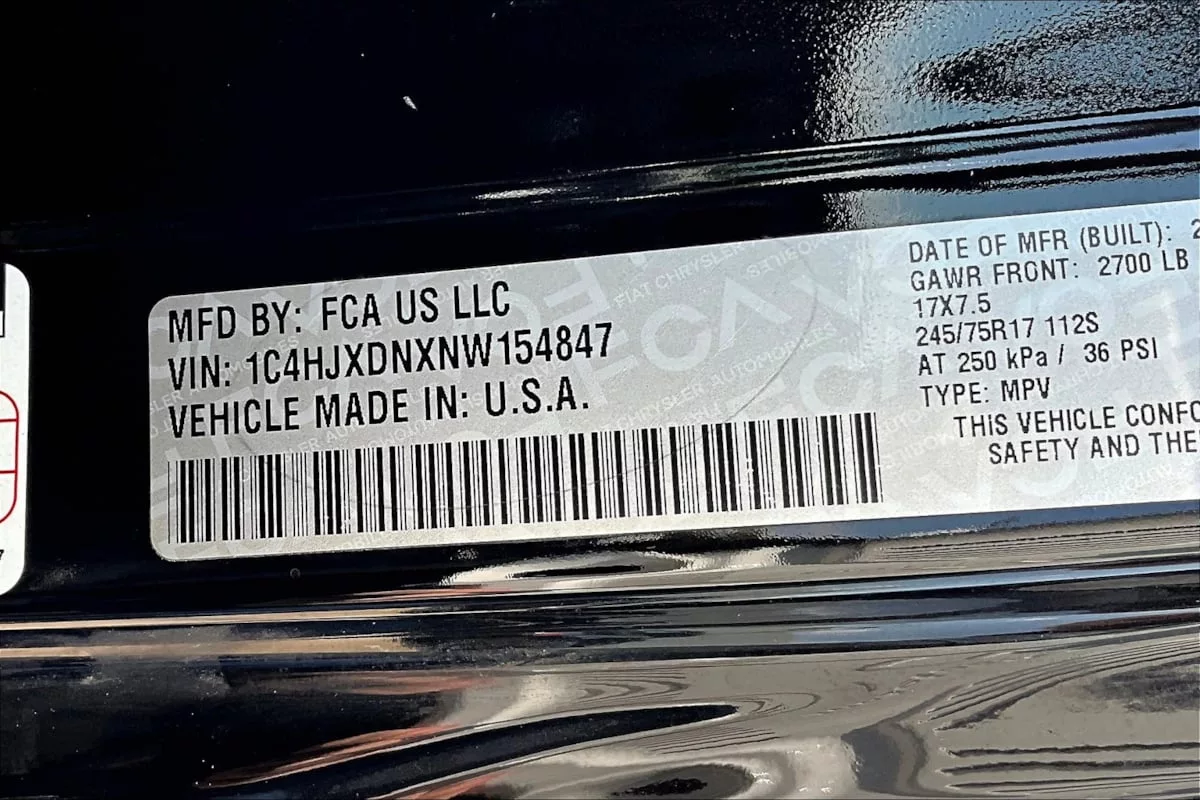 MFD BY: FCA US LLC
VIN: 1C4HJXDNXNW154847
VEHICLE MADE IN: U.S.A.
DATE OF MFR (BUILT): 2
GAWR FRONT: 2700 LB
17X7.5
245/75R17 112S
AT 250 kPa / 36 PSI
TYPE: MPV
THIS VEHICLE CONFO
SAFETY AND THE